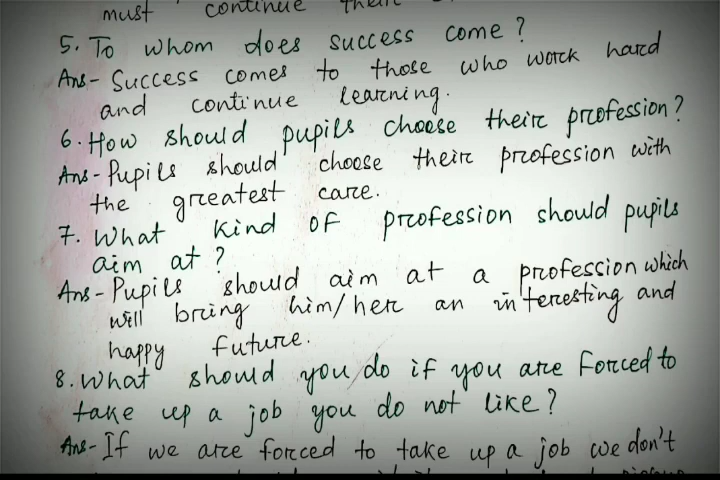 must continue their
5. To whom does success come?
Ans- Success comes to those who work hard
and continue learning.
6. How should pupils choose their profession?
Ans- Pupils should choose their profession with
the greatest care.
7. What kind of profession should pupils
aim at?
Ans- Pupils should aim at a profession which
will bring him/her an interesting and
happy future.
8. What should you do if you are forced to
take up a job you do not like?
Ans- If we are forced to take up a job we don't